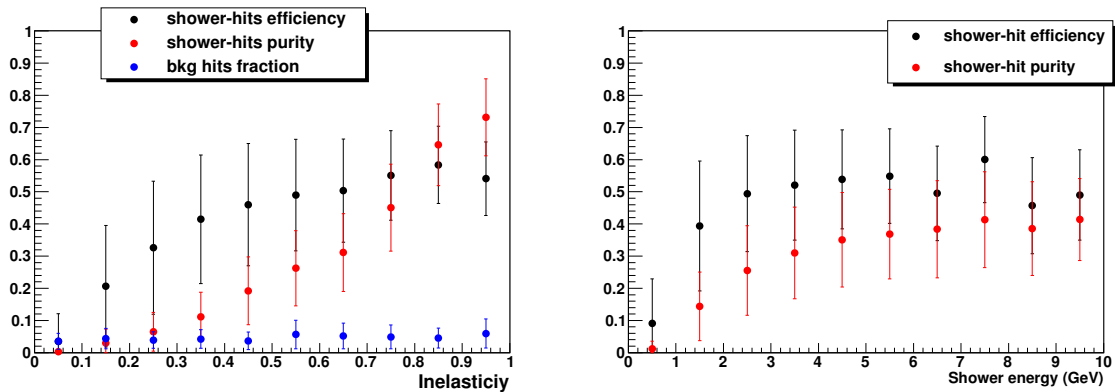 shower-hits efficiency
shower-hits purity
bkg hits fraction
1
0.9
0.8
0.7
0.6
0.5
0.4
0.3
0.2
0.1
0
0 0.1 0.2 0.3 0.4 0.5 0.6 0.7 0.8 0.9 1
Inelasticiy
shower-hit efficiency
shower-hit purity
1
0.9
0.8
0.7
0.6
0.5
0.4
0.3
0.2
0.1
0
0 1 2 3 4 5 6 7 8 9 10
Shower energy (GeV)